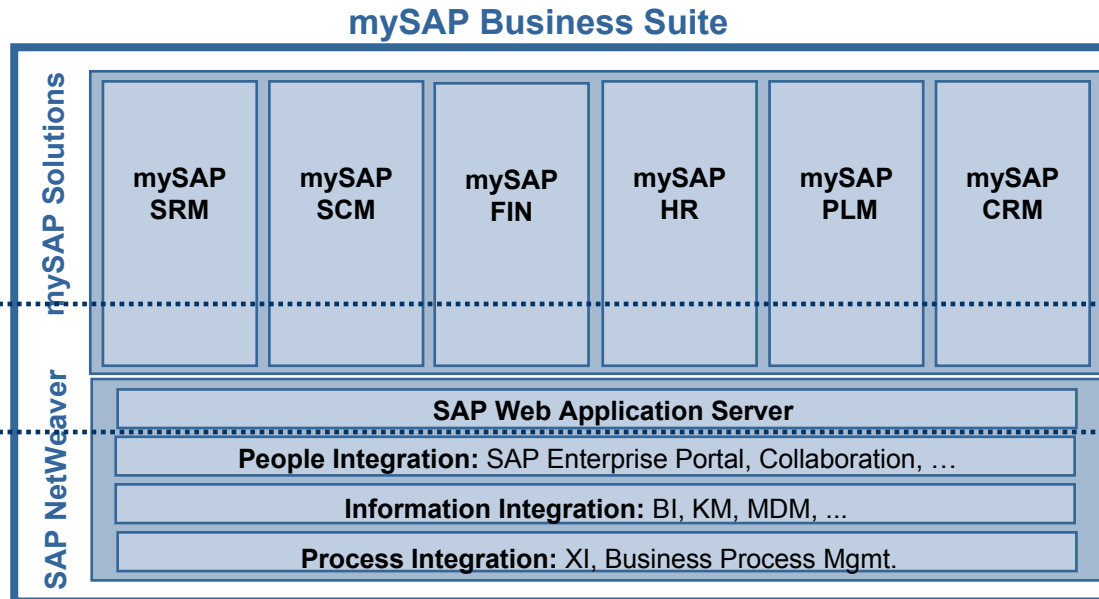 mySAP Business Suite
mySAP Solutions
mySAP
SRM
mySAP
SCM
mySAP
FIN
mySAP
HR
mySAP
PLM
mySAP
CRM
SAP NetWeaver
SAP Web Application Server
People Integration: SAP Enterprise Portal, Collaboration, …
Information Integration: BI, KM, MDM, ...
Process Integration: XI, Business Process Mgmt.